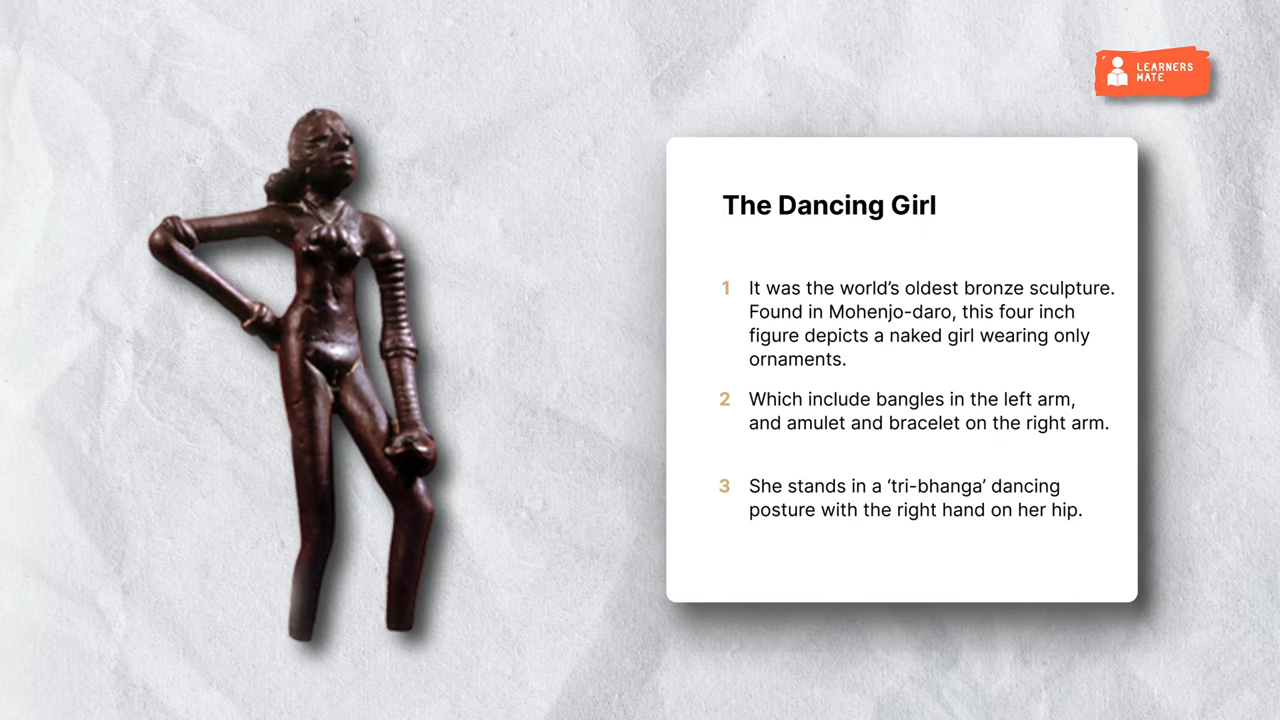 LEARNERS
MATE
The Dancing Girl
1 It was the world’s oldest bronze sculpture.
Found in Mohenjo-daro, this four inch
figure depicts a naked girl wearing only
ornaments.
2 Which include bangles in the left arm,
and amulet and bracelet on the right arm.
3 She stands in a ‘tri-bhanga’ dancing
posture with the right hand on her hip.